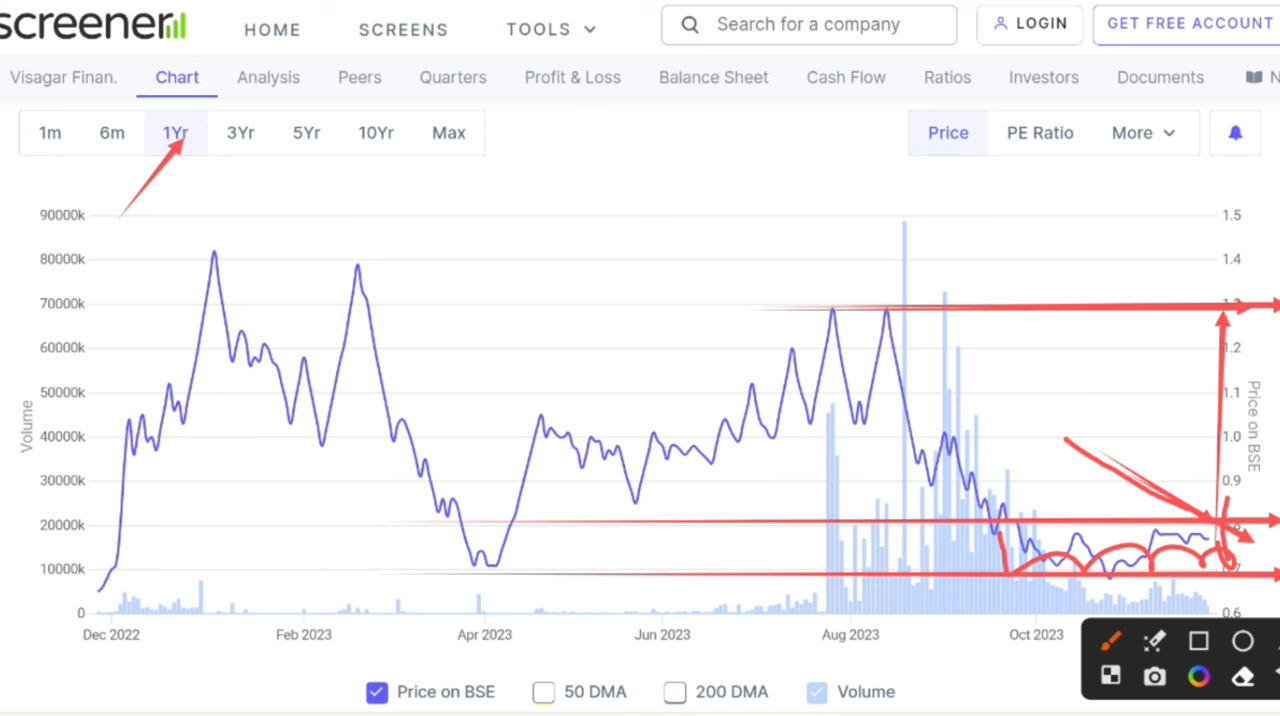 screener
HOME SCREENS TOOLS
Search for a company
LOGIN
GET FREE ACCOUNT
Visagar Finan. Chart Analysis Peers Quarters Profit & Loss Balance Sheet Cash Flow Ratios Investors Documents N
1m 6m 1Yr 3Yr 5Yr 10Yr Max
Price PE Ratio More
90000k 1.5
80000k 1.4
70000k
60000k 1.2
50000k 1.1
40000k 1.0
30000k 0.9
20000k
10000k
0 0.6
Volume
Price on BSE
Dec 2022 Feb 2023 Apr 2023 Jun 2023 Aug 2023 Oct 2023
Price on BSE 50 DMA 200 DMA Volume